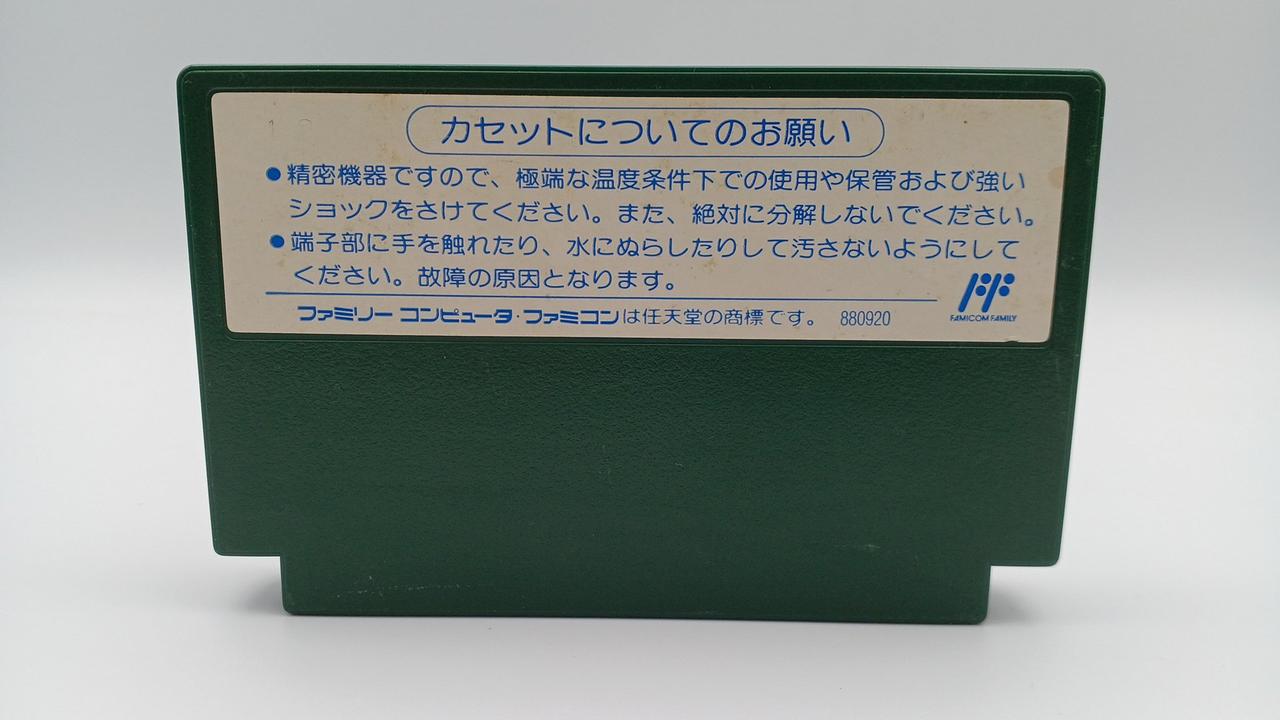 カセットについてのお願い
●精密機器ですので、極端な温度条件下での使用や保管および強い
ショックをさけてください。また、絶対に分解しないでください。
●端子部に手を触れたり、水にぬらしたりして汚さないようにして
ください。故障の原因となります。
ファミリー コンピュータ・ファミコンは任天堂の商標です。 880920
FAMICOM FAMILY